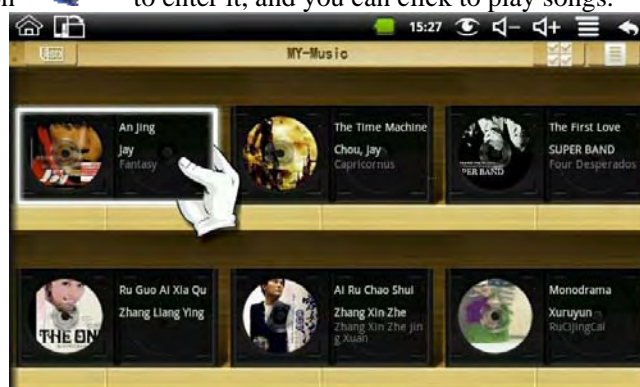 to enter it, and you can click to play songs.
15:27
MY-Music
An Jing
Jay
Fantasy
The Time Machine
Chou, Jay
Capricornus
The First Love
SUPER BAND
Four Desperados
PER BAND
Ru Guo Ai Xia Qu
Zhang Liang Ying
THE ON
Ai Ru Chao Shui
Zhang Xin Zhe
Zhang Xin Zhe Jin
g Xuan
Monodrama
Xuruyun
RuCiJingCai